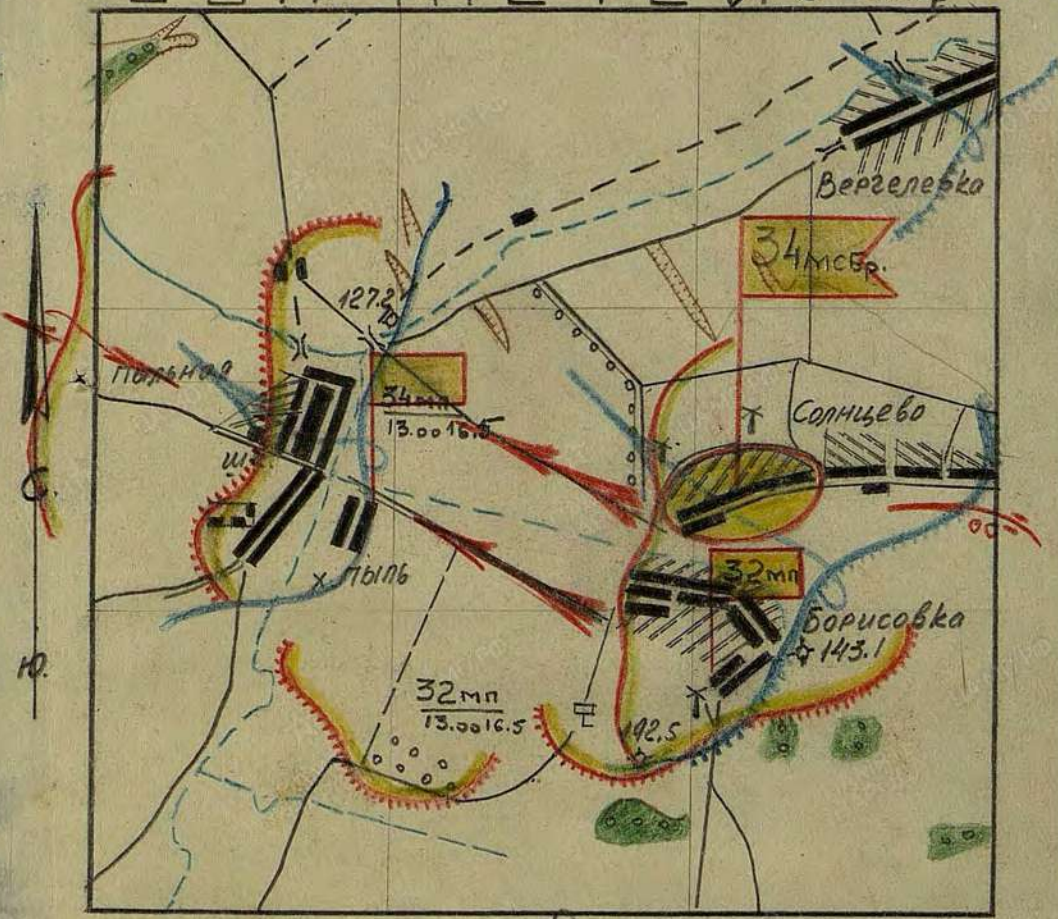 Вергелевка
34 мсбр.
127.2
Пыльная
34 мп
13.00 16.5
Солнцево
Ш
32 мп
Пыль
Борисовка
143.1
С.
Ю.
32 мп
13.00 16.5
192.5